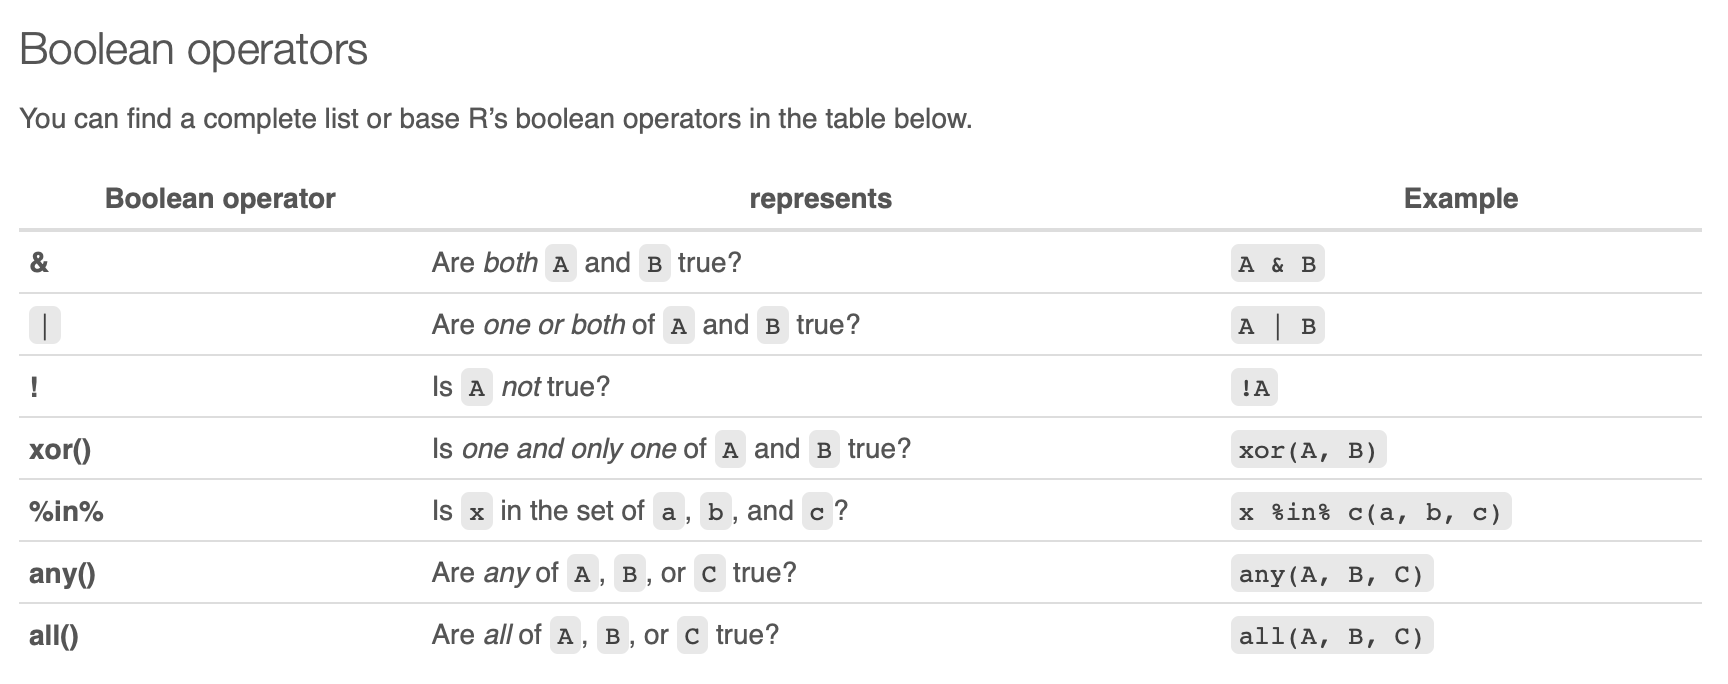 Boolean operators
You can find a complete list or base R’s boolean operators in the table below.
Boolean operator represents Example
& Are both A and B true? A & B
| Are one or both of A and B true? A | B
! Is A not true? !A
xor() Is one and only one of A and B true? xor(A, B)
%in% Is x in the set of a, b, and c? x %in% c(a, b, c)
any() Are any of A, B, or C true? any(A, B, C)
all() Are all of A, B, or C true? all(A, B, C)